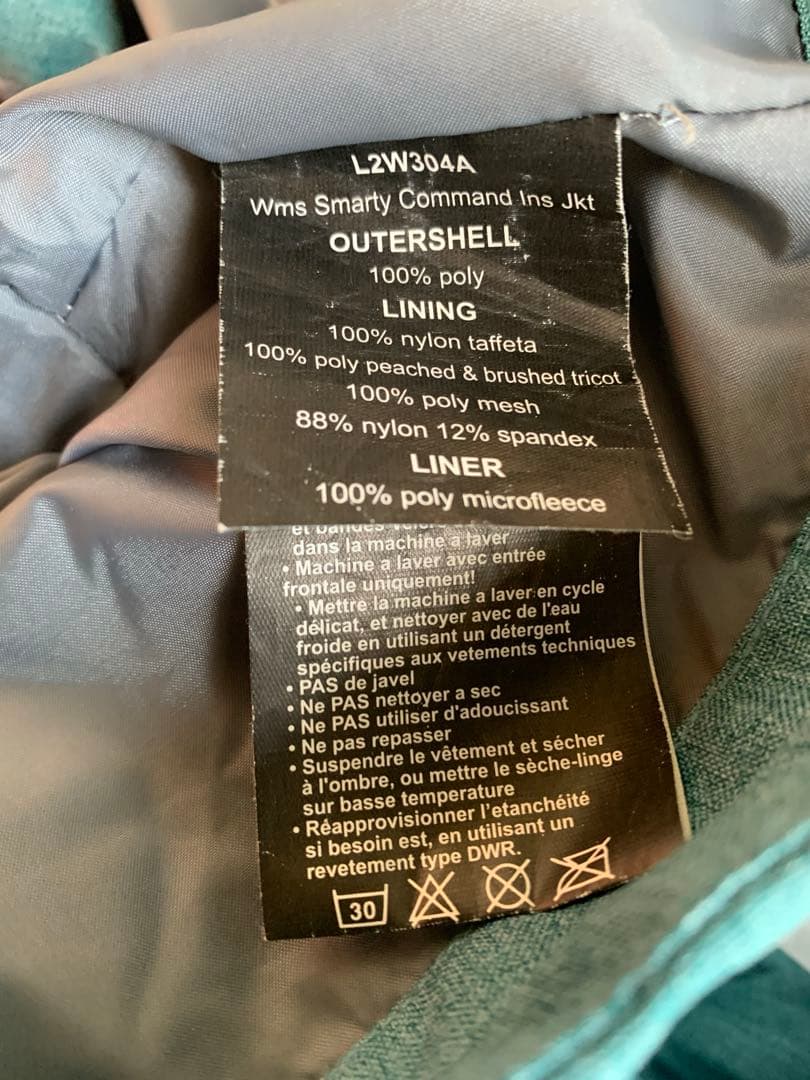 L2W304A
Wms Smarty Command Ins Jkt
OUTERSHELL
100% poly
LINING
100% nylon taffeta
100% poly peached & brushed tricot
100% poly mesh
88% nylon 12% spandex
LINER
100% poly microfleece
et bandes
dans la machine a laver
• Machine a laver avec entrée
frontale uniquement!
• Mettre la machine a laver en cycle
délicat, et nettoyer avec de l'eau
froide en utilisant un détergent
spécifiques aux vetements techniques
• PAS de javel
• Ne PAS nettoyer a sec
• Ne PAS utiliser d'adoucissant
• Ne pas repasser
• Suspendre le vêtement et sécher
à l'ombre, ou mettre le sèche-linge
sur basse temperature
• Réapprovisionner l'etanchéité
si besoin est, en utilisant un
revetement type DWR.
30